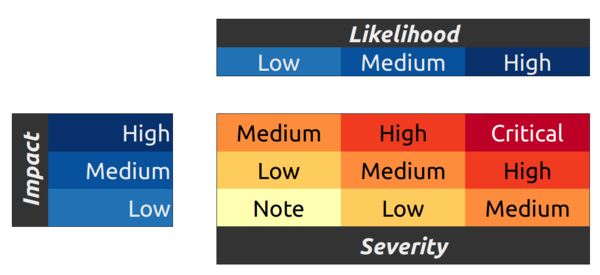 Likelihood
Low Medium High
Impact
High Medium High Critical
Medium Low Medium High
Low Note Low Medium
Severity